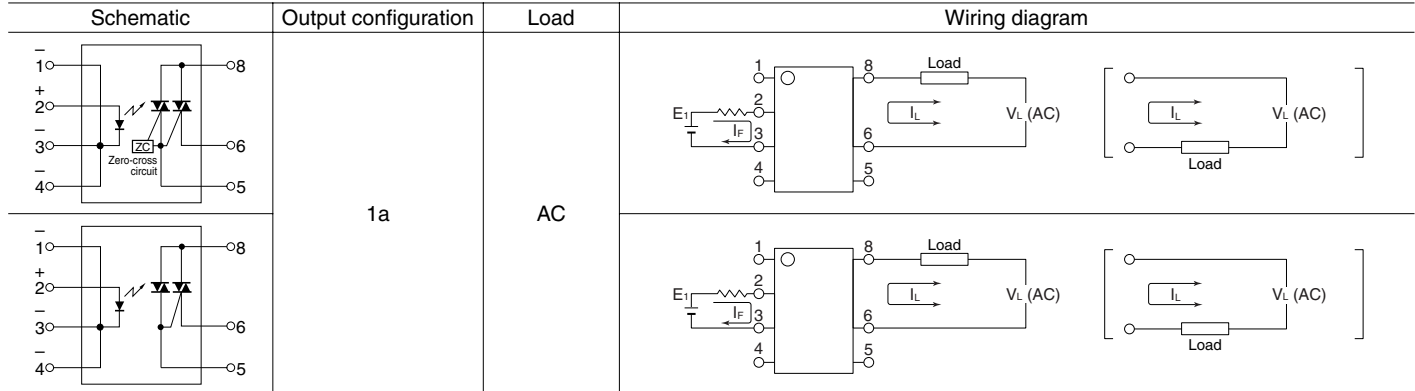 Schematic Output configuration Load Wiring diagram
−
1 8
+
2
−
3 ZC 6
Zero-cross
circuit
−
4 5
1a
AC
1 8 Load
2
E1 IF IL VL (AC) IL VL (AC)
3 6
Load
4 5
−
1 8
+
2
−
3 6
−
4 5
1 8 Load
2
E1 IF IL VL (AC) IL VL (AC)
3 6
Load
4 5